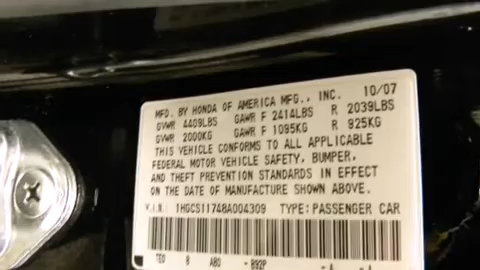 MFD. BY HONDA OF AMERICA MFG., INC. 10/07
GVWR 4409LBS GAWR F 2414LBS R 2039LBS
GVWR 2000KG GAWR F 1095KG R 925KG
THIS VEHICLE CONFORMS TO ALL APPLICABLE
FEDERAL MOTOR VEHICLE SAFETY, BUMPER,
AND THEFT PREVENTION STANDARDS IN EFFECT
ON THE DATE OF MANUFACTURE SHOWN ABOVE.
V.I.N. 1HGCS11748A004309 TYPE: PASSENGER CAR